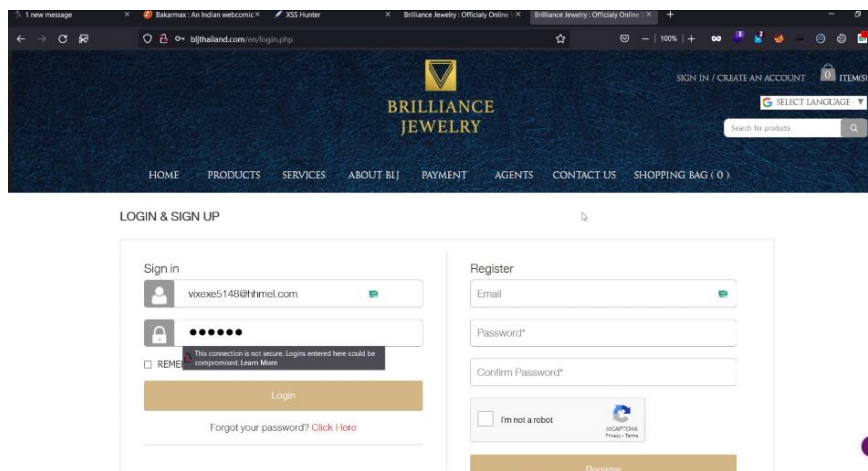 1 new message
Bakarmax : An Indian webcomic
XSS Hunter
Brilliance Jewelry : Officialy Online
Brilliance Jewelry : Officialy Online
bljthailand.com/en/login.php
100%
BRILLIANCE
JEWELRY
SIGN IN / CREATE AN ACCOUNT
0 ITEM(S)
G SELECT LANGUAGE ▼
Search for products
HOME PRODUCTS SERVICES ABOUT BLJ PAYMENT AGENTS CONTACT US SHOPPING BAG ( 0 )
LOGIN & SIGN UP
Sign in
vixexe5148@hhmel.com
●●●●●●
This connection is not secure. Logins entered here could be
compromised. Learn More
REME
Login
Forgot your password? Click Here
Register
Email
Password*
Confirm Password*
I'm not a robot
reCAPTCHA
Privacy - Terms
Register